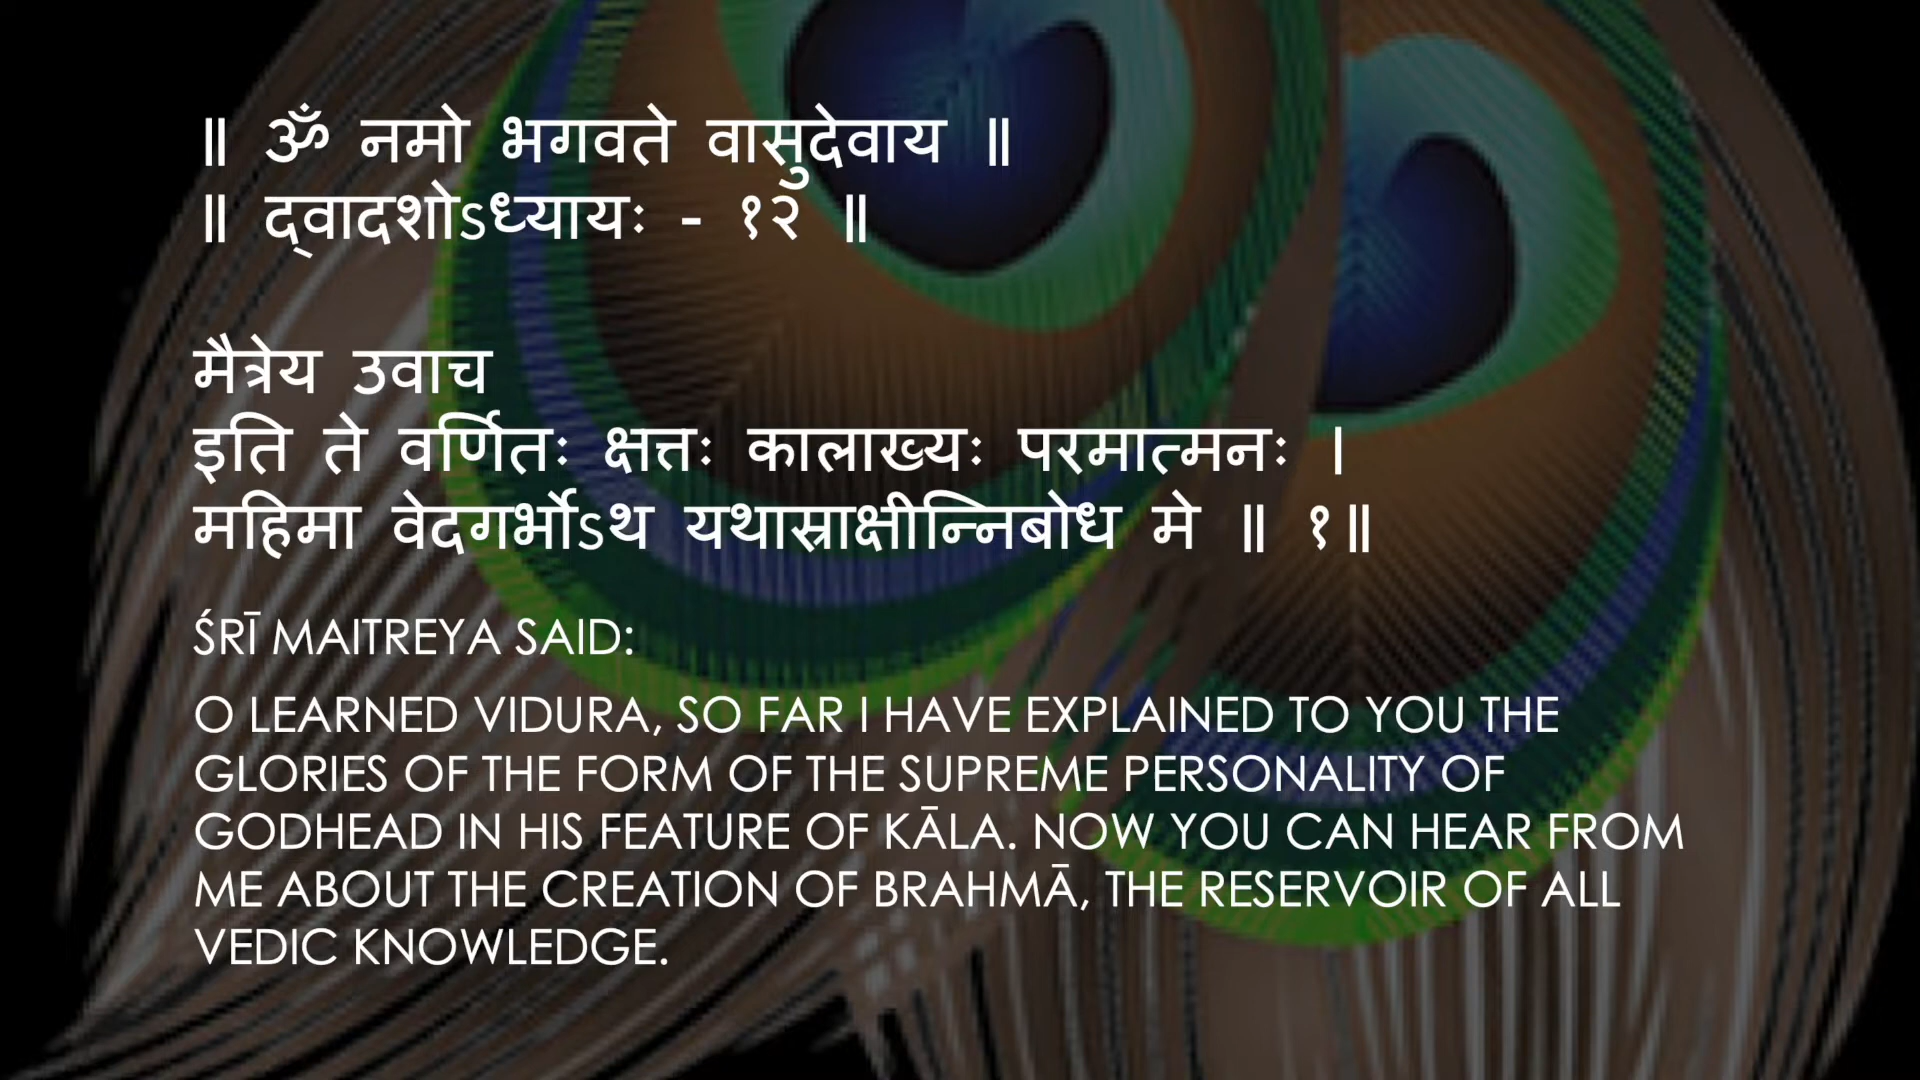 ॥ ॐ नमो भगवते वासुदेवाय ॥
॥ द्वादशोऽध्यायः - १२ ॥
मैत्रेय उवाच
इति ते वर्णितः क्षत्तः कालाख्यः परमात्मनः ।
महिमा वेदगर्भोऽथ यथास्राक्षीन्निबोध मे ॥ १॥
ŚRĪ MAITREYA SAID:
O LEARNED VIDURA, SO FAR I HAVE EXPLAINED TO YOU THE
GLORIES OF THE FORM OF THE SUPREME PERSONALITY OF
GODHEAD IN HIS FEATURE OF KĀLA. NOW YOU CAN HEAR FROM
ME ABOUT THE CREATION OF BRAHMĀ, THE RESERVOIR OF ALL
VEDIC KNOWLEDGE.